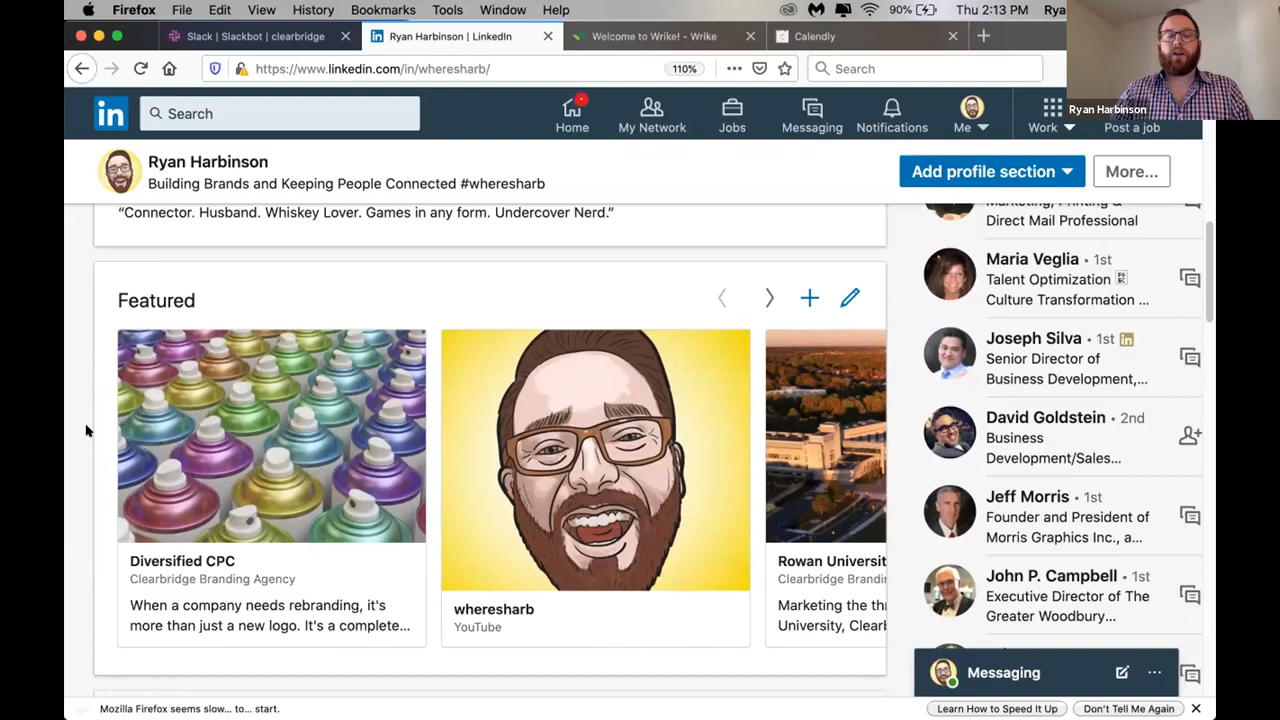 Firefox File Edit View History Bookmarks Tools Window Help 90% Thu 2:13 PM Rya
Slack | Slackbot | clearbridge
Ryan Harbinson | LinkedIn
Welcome to Wrike! - Wrike
Calendly
https://www.linkedin.com/in/wheresharb/
110%
Search
Ryan Harbinson
in
Search
Home
My Network
Jobs
Messaging
Notifications
Me
Work
Post a job
Ryan Harbinson
Building Brands and Keeping People Connected #wheresharb
Add profile section
More...
“Connector. Husband. Whiskey Lover. Games in any form. Undercover Nerd.”
Featured
Diversified CPC
Clearbridge Branding Agency
When a company needs rebranding, it's
more than just a new logo. It's a complete...
wheresharb
YouTube
Rowan Universit
Clearbridge Brandi
Marketing the th
University, Clear
Marketing, Printing &
Direct Mail Professional
Maria Veglia • 1st
Talent Optimization
Culture Transformation ...
Joseph Silva • 1st in
Senior Director of
Business Development,...
David Goldstein • 2nd
Business
Development/Sales...
Jeff Morris • 1st
Founder and President of
Morris Graphics Inc., a...
John P. Campbell • 1st
Executive Director of The
Greater Woodbury...
Messaging
Mozilla Firefox seems slow... to... start.
Learn How to Speed It Up
Don't Tell Me Again